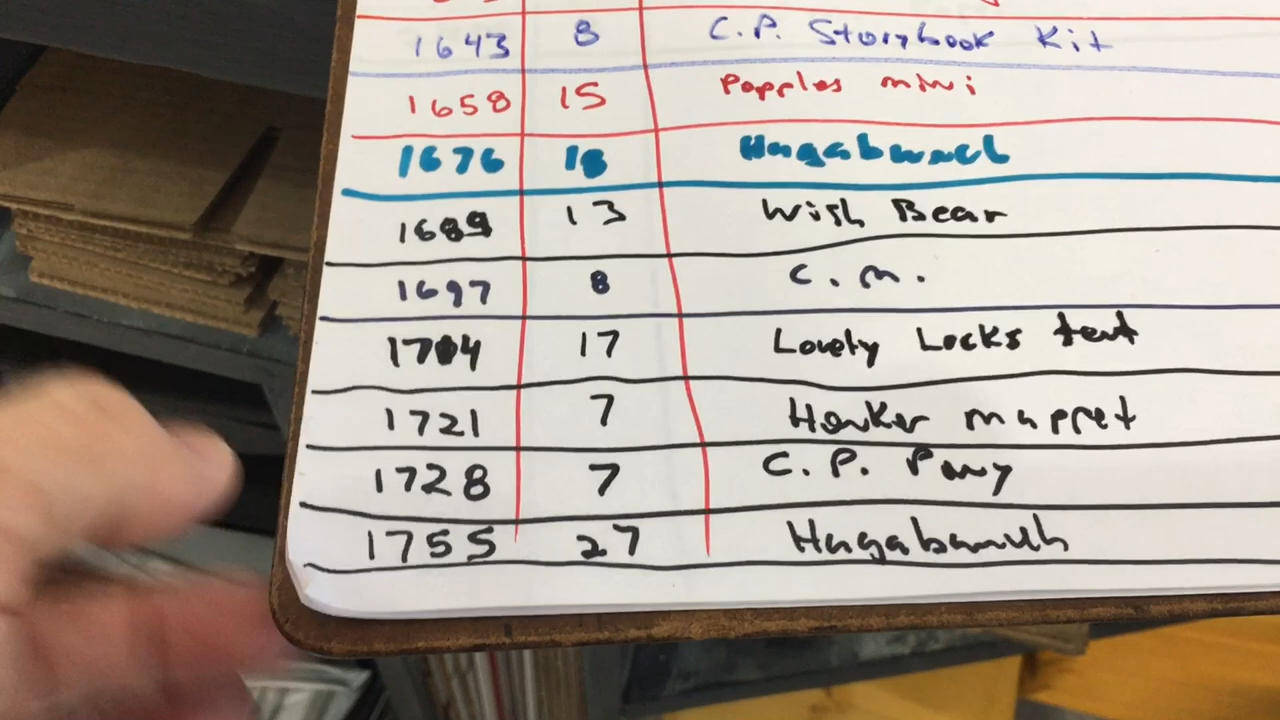 1643 8 C.P. Storybook Kit
1658 15 Popples mini
1676 18 Hugabunch
1689 13 Wish Bear
1697 8 C.M.
1704 17 Lovely Locks tent
1721 7 Honker muppet
1728 7 C.P. Pony
1755 27 Hugabunch